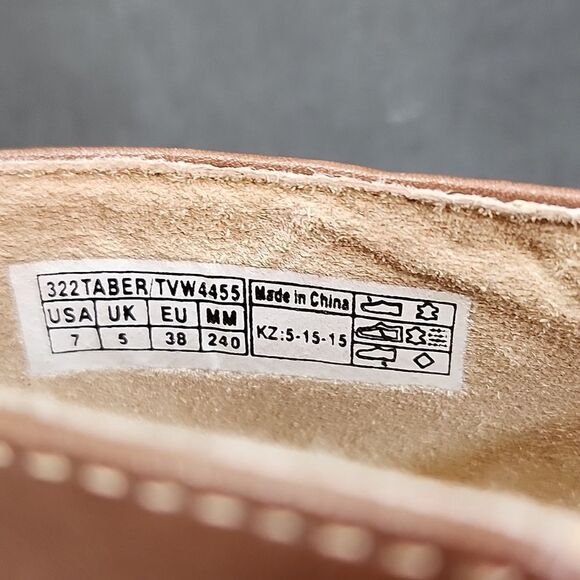 322TABER/TVW4455
USA UK EU MM
7 5 38 240
Made in China
KZ:5-15-15